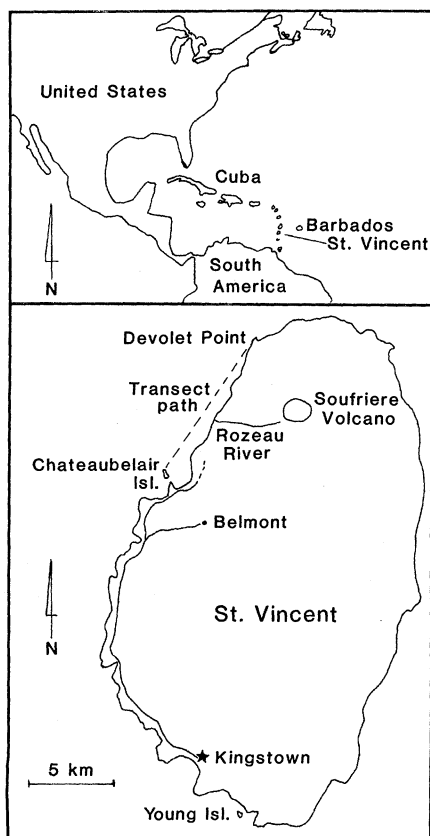 United States
Cuba
Barbados
St. Vincent
South
America
N
Devolet Point
Transect
path
Soufriere
Volcano
Rozeau
River
Chateaubelair
Isl.
Belmont
N
St. Vincent
Kingstown
5 km
Young Isl.